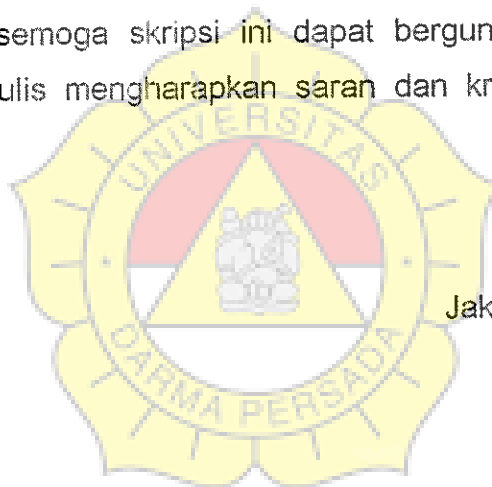 semoga skripsi ini dapat bergun
ulis mengharapkan saran dan kr
UNIVERSITAS
Jak
DARMA PERSADA